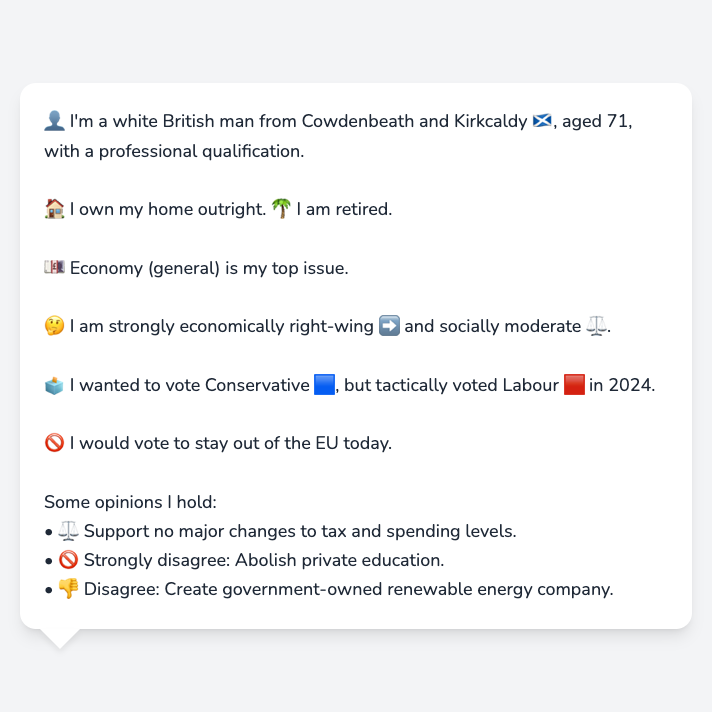 👤 I'm a white British man from Cowdenbeath and Kirkcaldy 🏴󠁧󠁢󠁳󠁣󠁴󠁿, aged 71,
with a professional qualification.
🏠 I own my home outright. 🌴 I am retired.
💷 Economy (general) is my top issue.
🤔 I am strongly economically right-wing ➡️ and socially moderate ⚖️.
🗳️ I wanted to vote Conservative 🟦, but tactically voted Labour 🟥 in 2024.
🚫 I would vote to stay out of the EU today.
Some opinions I hold:
• ⚖️ Support no major changes to tax and spending levels.
• 🚫 Strongly disagree: Abolish private education.
• 👎 Disagree: Create government-owned renewable energy company.